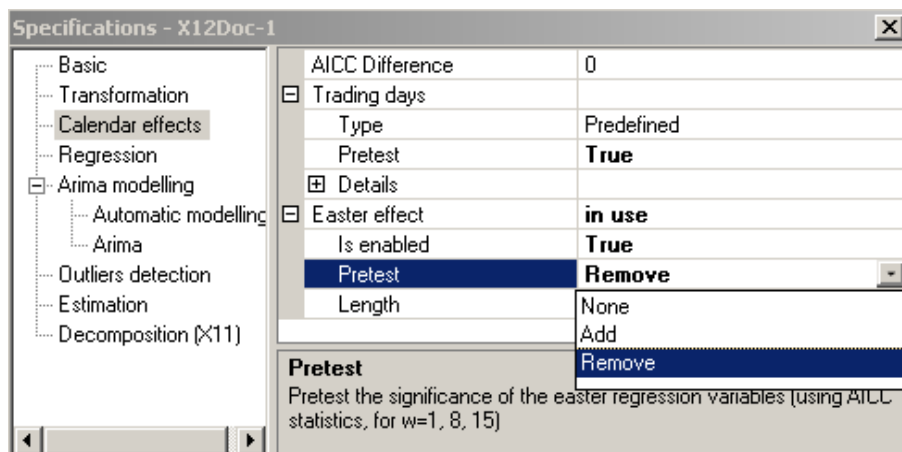 Specifications - X12Doc-1
Basic
Transformation
Calendar effects
Regression
Arima modelling
Automatic modelling
Arima
Outliers detection
Estimation
Decomposition (X11)
AICC Difference 0
Trading days
Type Predefined
Pretest True
Details
Easter effect in use
Is enabled True
Pretest Remove
Length
None
Add
Remove
Pretest
Pretest the significance of the easter regression variables (using AICC
statistics, for w=1, 8, 15)